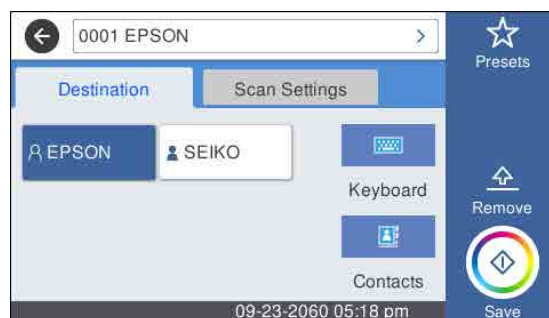 0001 EPSON
Presets
Destination
Scan Settings
EPSON
SEIKO
Keyboard
Remove
Contacts
09-23-2060 05:18 pm
Save